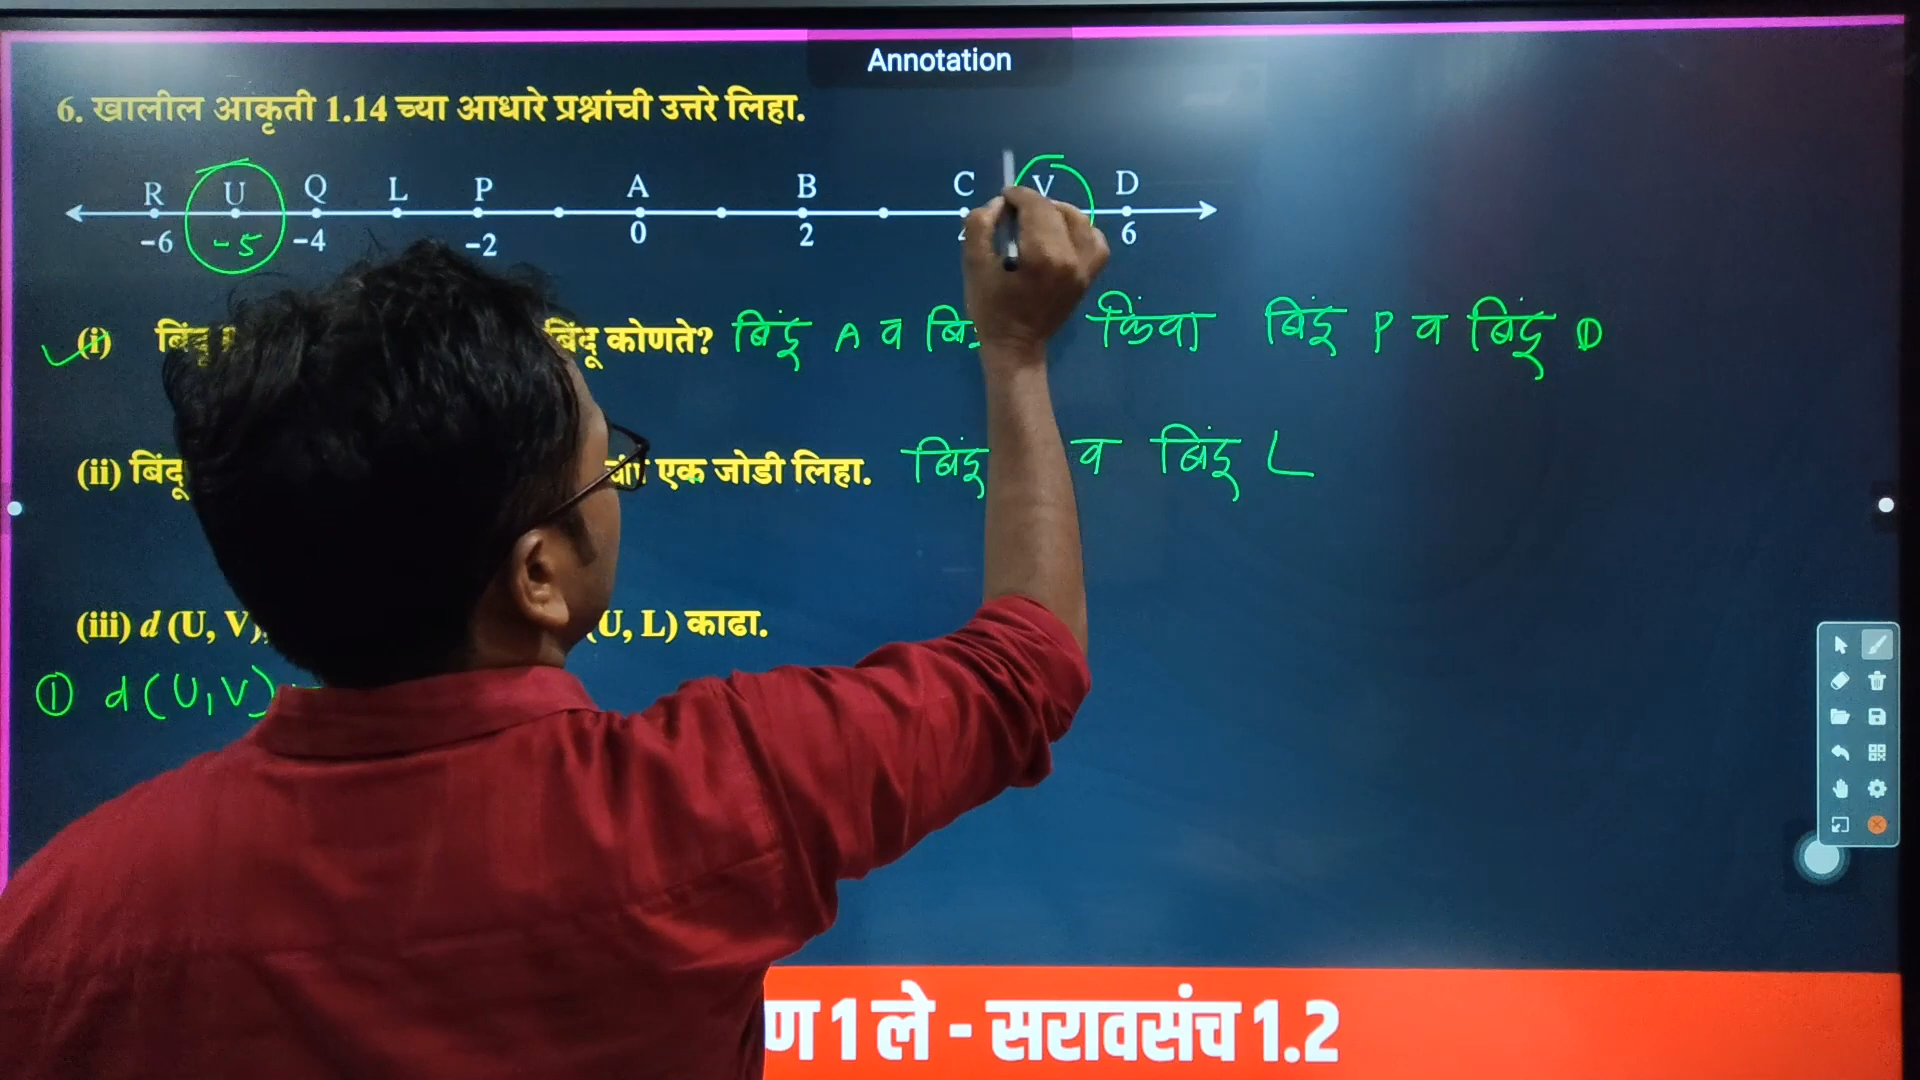 Annotation
6. खालील आकृती 1.14 च्या आधारे प्रश्नांची उत्तरे लिहा.
R U Q L P A B C V D
-6 -5 -4 -2 0 2 6
(i) बिंदू कोणते? बिंदू A व किंवा बिंदू P व बिंदू D
(ii) बिंदू एक जोडी लिहा. बिंदू व बिंदू L
(iii) d (U, V), U, L) काढा.
① d (U, V)
1 ले - सरावसंच 1.2